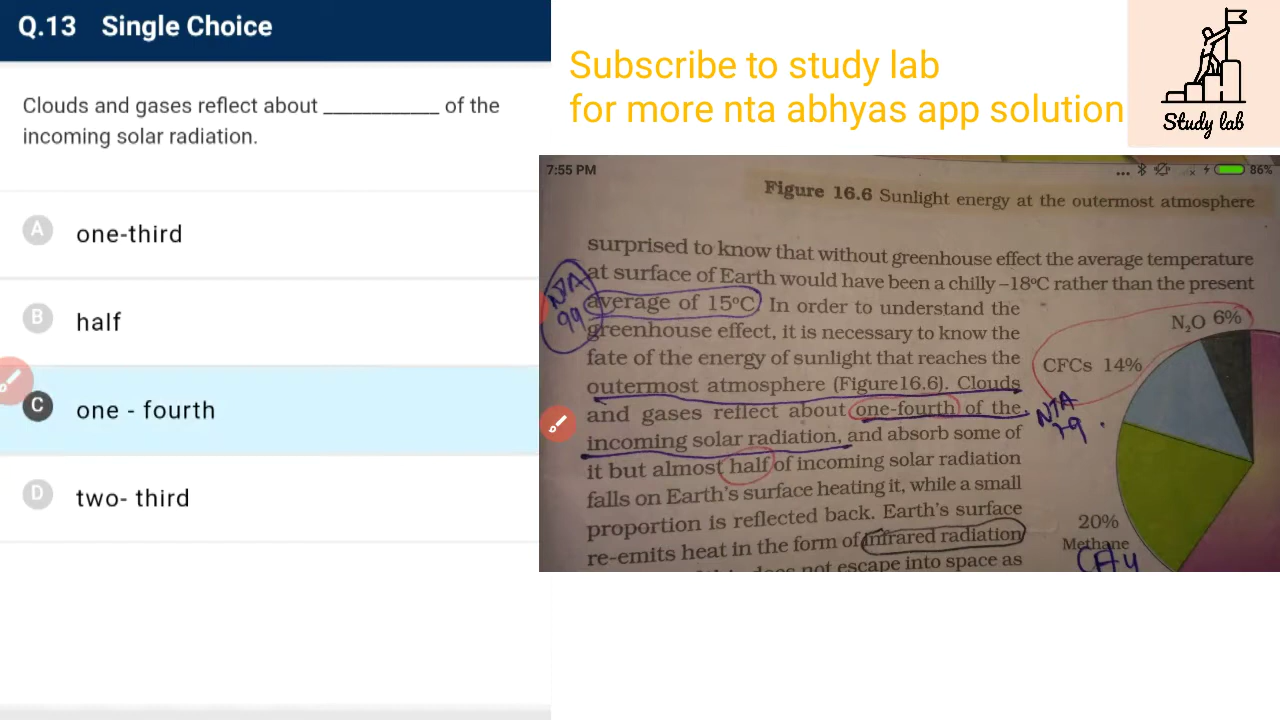 Q.13 Single Choice
Clouds and gases reflect about ____________ of the
incoming solar radiation.
A one-third
B half
C one - fourth
D two- third
Subscribe to study lab
for more nta abhyas app solution
Study lab
7:55 PM
86%
Figure 16.6 Sunlight energy at the outermost atmosphere
surprised to know that without greenhouse effect the average temperature
at surface of Earth would have been a chilly –18°C rather than the present
average of 15°C. In order to understand the
greenhouse effect, it is necessary to know the
fate of the energy of sunlight that reaches the
outermost atmosphere (Figure16.6). Clouds
and gases reflect about one-fourth of the
incoming solar radiation, and absorb some of
it but almost half of incoming solar radiation
falls on Earth's surface heating it, while a small
proportion is reflected back. Earth's surface
re-emits heat in the form of infrared radiation
does not escape into space as
NTA
99
N₂O 6%
CFCs 14%
NTA
20%
Methane
CH4